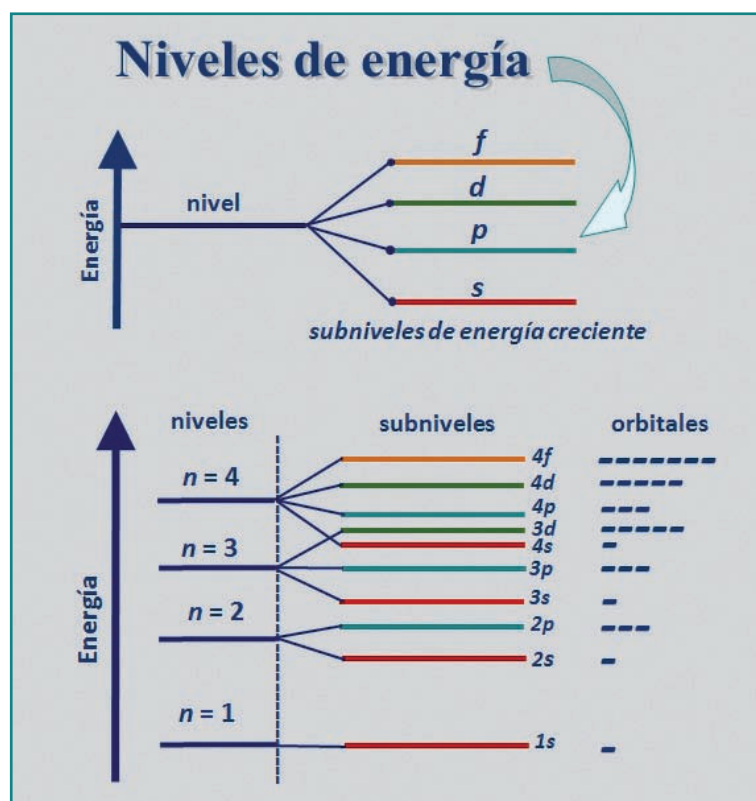 Niveles de energía
Energía
nivel
f
d
p
s
subniveles de energía creciente
Energía
niveles
subniveles
orbitales
n = 4
n = 3
n = 2
n = 1
4f
4d
4p
3d
4s
3p
3s
2p
2s
1s